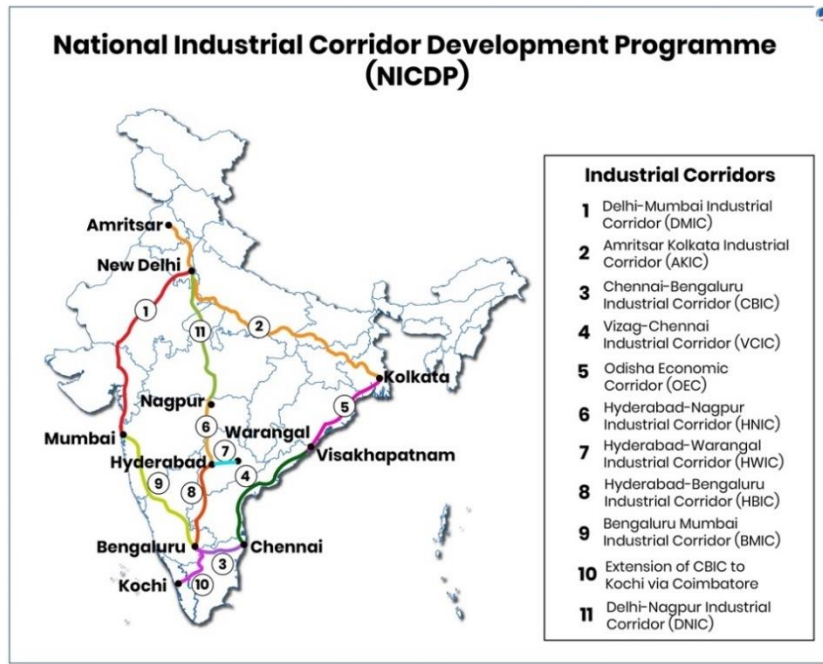 National Industrial Corridor Development Programme
(NICDP)
Amritsar
New Delhi
1
11
2
Kolkata
Nagpur
5
6
Warangal
Mumbai
7
Visakhapatnam
Hyderabad
4
9
8
Bengaluru
Chennai
3
Kochi
10
Industrial Corridors
1 Delhi-Mumbai Industrial
Corridor (DMIC)
2 Amritsar Kolkata Industrial
Corridor (AKIC)
3 Chennai-Bengaluru
Industrial Corridor (CBIC)
4 Vizag-Chennai
Industrial Corridor (VCIC)
5 Odisha Economic
Corridor (OEC)
6 Hyderabad-Nagpur
Industrial Corridor (HNIC)
7 Hyderabad-Warangal
Industrial Corridor (HWIC)
8 Hyderabad-Bengaluru
Industrial Corridor (HBIC)
9 Bengaluru Mumbai
Industrial Corridor (BMIC)
10 Extension of CBIC to
Kochi via Coimbatore
11 Delhi-Nagpur Industrial
Corridor (DNIC)